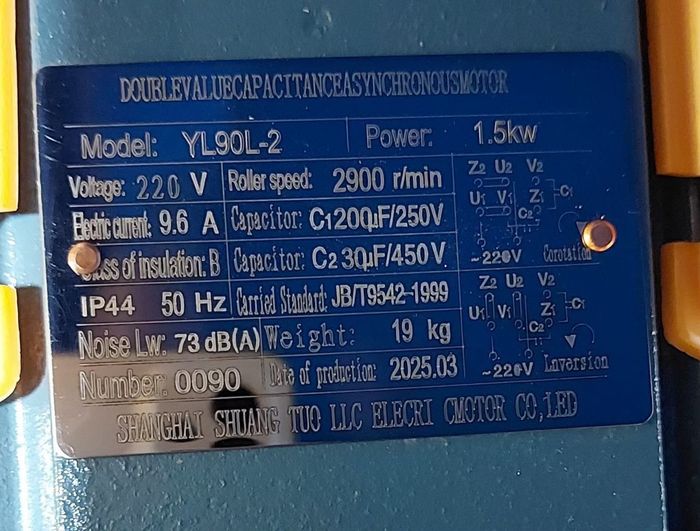 DOUBLEVALUECAPACITANCEASYNCHRONOUSMOTOR
Model: YL90L-2 Power: 1.5kw
Voltage: 220 V Roller speed: 2900 r/min
Electric current: 9.6 A Capacitor: C1200μF/250V
Class of insulation: B Capacitor: C2 30μF/450V
IP44 50 Hz Carried Standard: JB/T9542-1999
Noise Lw: 73 dB(A) Weight: 19 kg
Number: 0090 Date of production: 2025.03
Z2 U2 V2
U1 V1 Z1 C1
C2
~220V Corotation
Z2 U2 V2
U1 V1 Z1 C1
C2
~220V Lnversion
SHANGHAI SHUANG TUO LLC ELECRI CMOTOR CO,LED